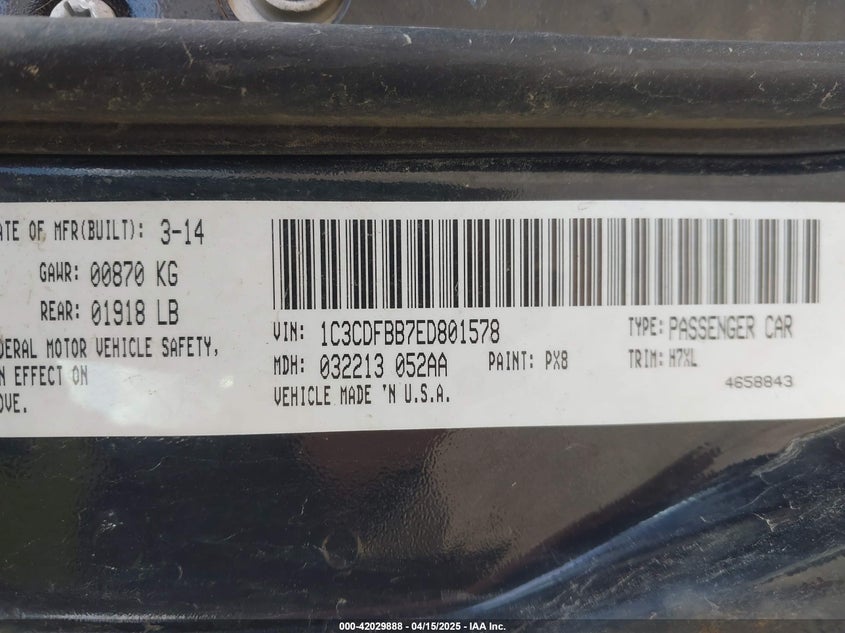 ATE OF MFR(BUILT): 3-14
GAWR: 00870 KG
REAR: 01918 LB
DERAL MOTOR VEHICLE SAFETY,
N EFFECT ON
OVE.
VIN: 1C3CDFBB7ED801578
TYPE: PASSENGER CAR
MDH: 032213 052AA
PAINT: PX8
TRIM: H7XL
VEHICLE MADE 'N U.S.A.
4658843
000-42029888 - 04/15/2025 - IAA Inc.